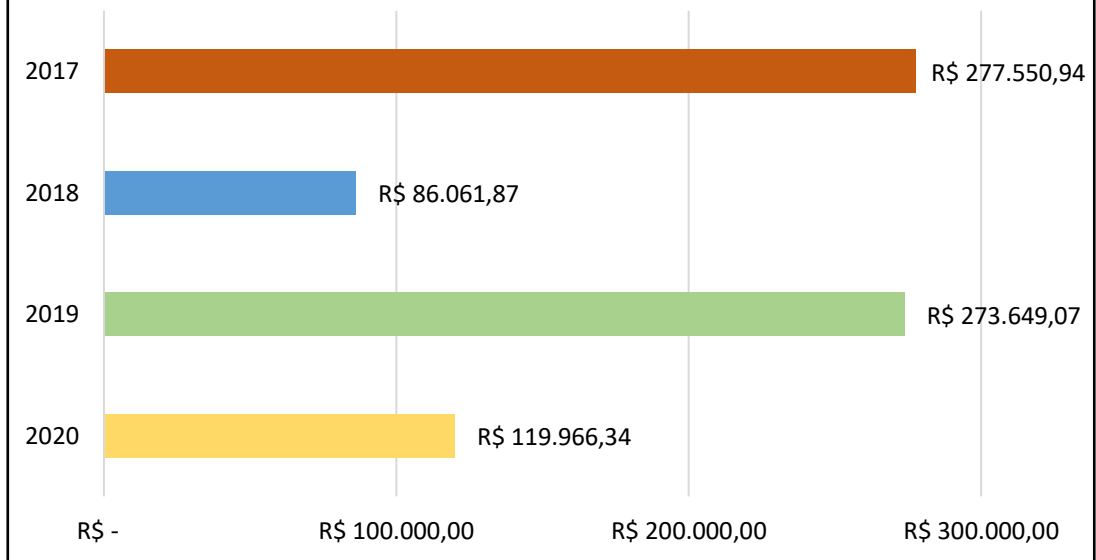 2017
R$ 277.550,94
2018
R$ 86.061,87
2019
R$ 273.649,07
2020
R$ 119.966,34
R$ -
R$ 100.000,00
R$ 200.000,00
R$ 300.000,00